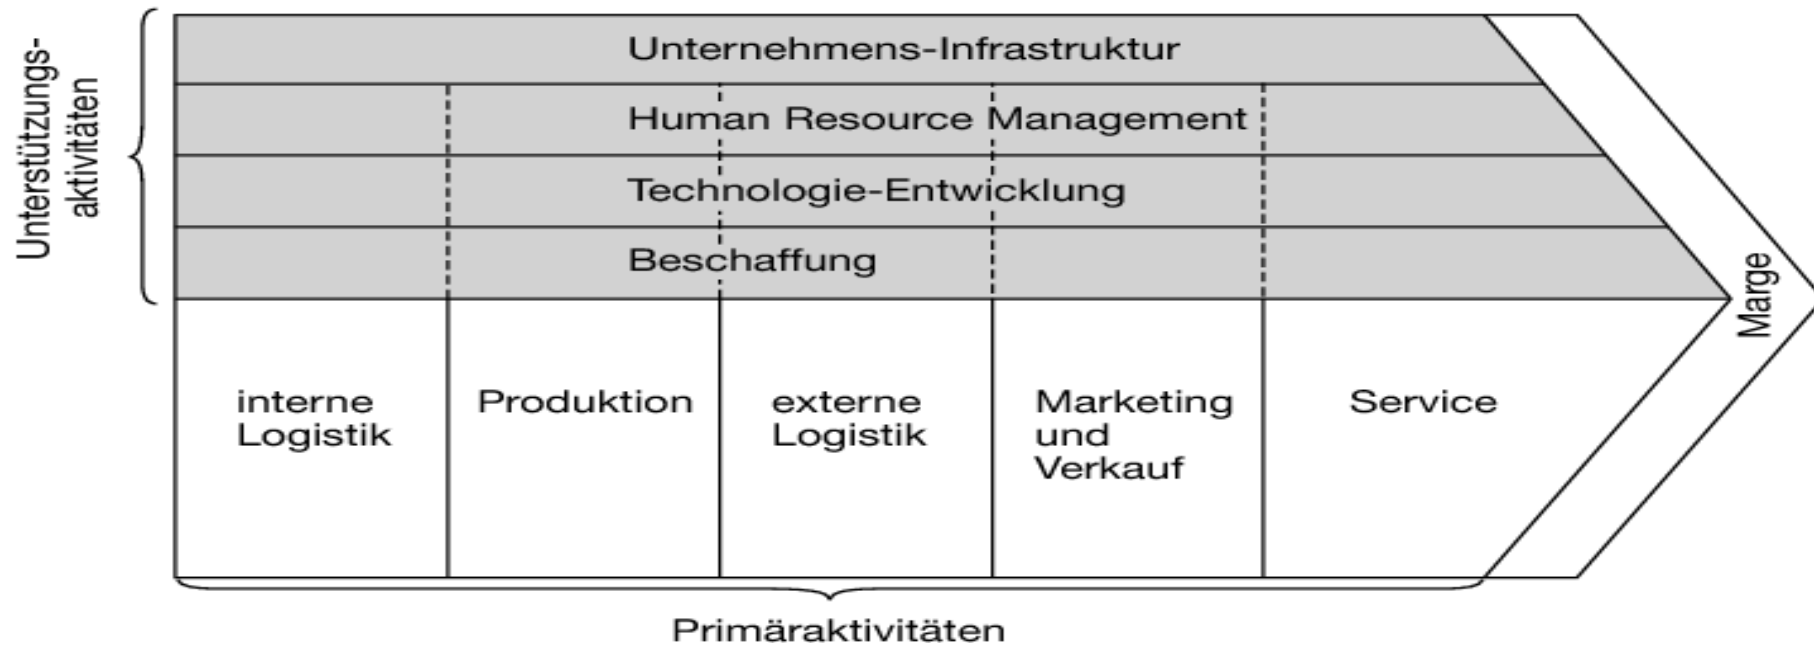 Unterstützungs-
aktivitäten
Unternehmens-Infrastruktur
Human Resource Management
Technologie-Entwicklung
Beschaffung
Marge
interne
Logistik
Produktion
externe
Logistik
Marketing
und
Verkauf
Service
Primäraktivitäten